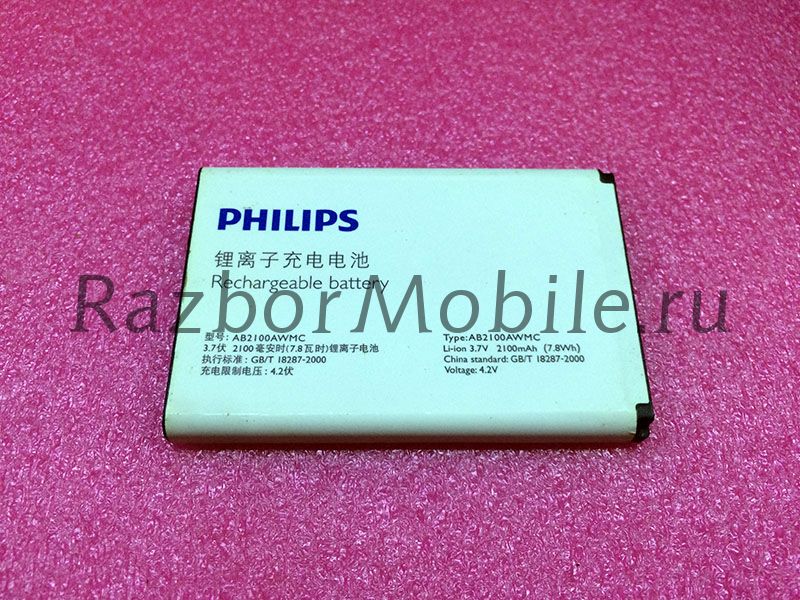 PHILIPS
锂离子充电电池
Rechargeable battery
RazborMobile.ru
型号: AB2100AWMC
3.7伏 2100毫安时(7.8瓦时)锂离子电池
执行标准: GB/T 18287-2000
充电限制电压: 4.2伏
Type: AB2100AWMC
Li-ion 3.7V 2100mAh (7.8Wh)
China standard: GB/T 18287-2000
Voltage: 4.2V